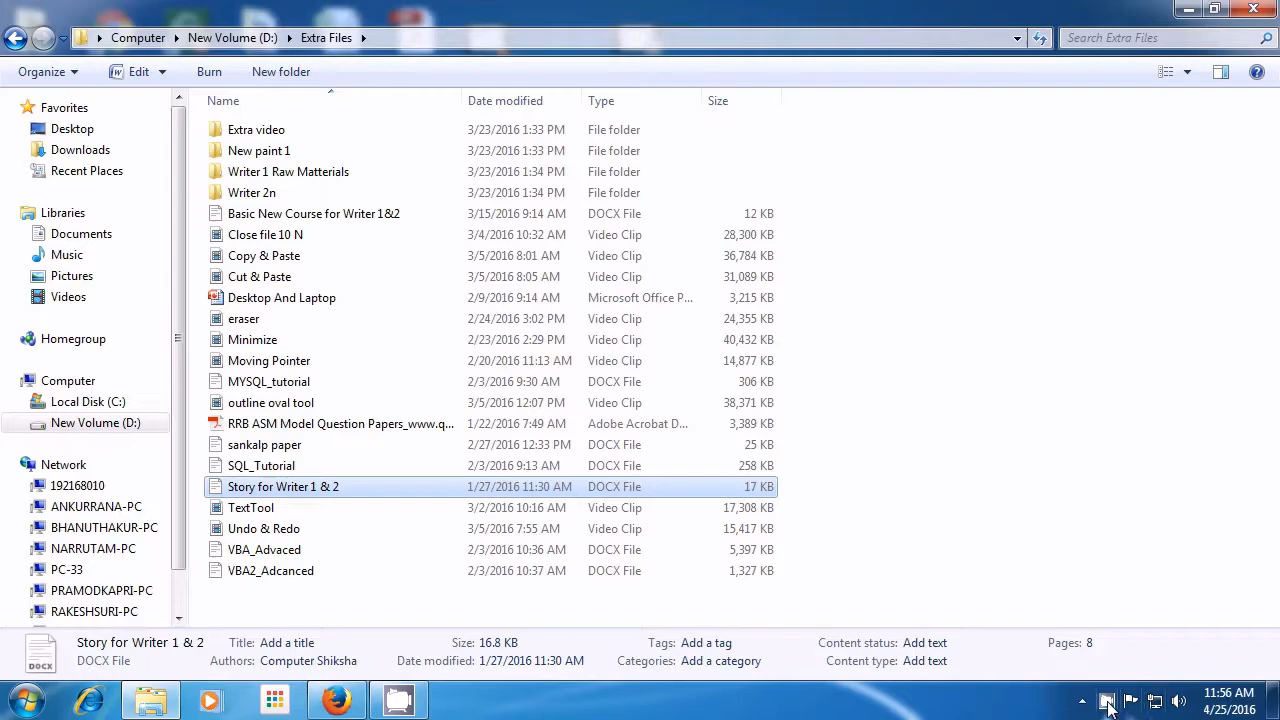 Computer New Volume (D:) Extra Files Search Extra Files
Organize Edit Burn New folder
Name Date modified Type Size
Favorites
Desktop
Downloads
Recent Places
Libraries
Documents
Music
Pictures
Videos
Homegroup
Computer
Local Disk (C:)
New Volume (D:)
Network
192168010
ANKURRANA-PC
BHANUTHAKUR-PC
NARRUTAM-PC
PC-33
PRAMODKAPRI-PC
RAKESHSURI-PC
Extra video 3/23/2016 1:33 PM File folder
New paint 1 3/23/2016 1:33 PM File folder
Writer 1 Raw Matterials 3/23/2016 1:34 PM File folder
Writer 2n 3/23/2016 1:34 PM File folder
Basic New Course for Writer 1&2 3/15/2016 9:14 AM DOCX File 12 KB
Close file 10 N 3/4/2016 10:32 AM Video Clip 28,300 KB
Copy & Paste 3/5/2016 8:01 AM Video Clip 36,784 KB
Cut & Paste 3/5/2016 8:05 AM Video Clip 31,089 KB
Desktop And Laptop 2/9/2016 9:14 AM Microsoft Office P... 3,215 KB
eraser 2/24/2016 3:02 PM Video Clip 24,355 KB
Minimize 2/23/2016 2:29 PM Video Clip 40,432 KB
Moving Pointer 2/20/2016 11:13 AM Video Clip 14,877 KB
MYSQL_tutorial 2/3/2016 9:30 AM DOCX File 306 KB
outline oval tool 3/5/2016 12:07 PM Video Clip 38,371 KB
RRB ASM Model Question Papers_www.q... 1/22/2016 7:49 AM Adobe Acrobat D... 3,389 KB
sankalp paper 2/27/2016 12:33 PM DOCX File 25 KB
SQL_Tutorial 2/3/2016 9:13 AM DOCX File 258 KB
Story for Writer 1 & 2 1/27/2016 11:30 AM DOCX File 17 KB
TextTool 3/2/2016 10:16 AM Video Clip 17,308 KB
Undo & Redo 3/5/2016 7:55 AM Video Clip 15,417 KB
VBA_Advaced 2/3/2016 10:36 AM DOCX File 5,397 KB
VBA2_Adcanced 2/3/2016 10:37 AM DOCX File 1,327 KB
Story for Writer 1 & 2 Title: Add a title Size: 16.8 KB Tags: Add a tag Content status: Add text Pages: 8
DOCX File Authors: Computer Shiksha Date modified: 1/27/2016 11:30 AM Categories: Add a category Content type: Add text
DOCX
11:56 AM
4/25/2016